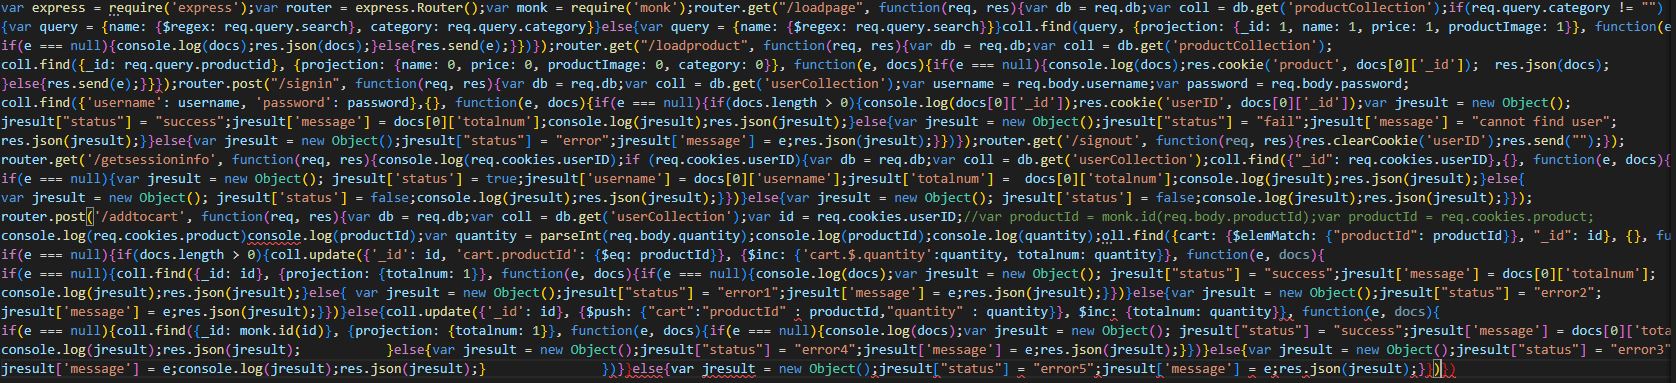 var express = require('express');var router = express.Router();var monk = require('monk');router.get("/loadpage", function(req, res){var db = req.db;var coll = db.get('productCollection');if(req.query.category != "")
{var query = {name: {$regex: req.query.search}, category: req.query.category}}else{var query = {name: {$regex: req.query.search}}}coll.find(query, {projection: {_id: 1, name: 1, price: 1, productImage: 1}}, function(e
if(e === null){console.log(docs);res.json(docs);}else{res.send(e);}})});router.get("/loadproduct", function(req, res){var db = req.db;var coll = db.get('productCollection');
coll.find({_id: req.query.productid}, {projection: {name: 0, price: 0, productImage: 0, category: 0}}, function(e, docs){if(e === null){console.log(docs);res.cookie('product', docs[0]['_id']);  res.json(docs);
}else{res.send(e);}}});router.post("/signin", function(req, res){var db = req.db;var coll = db.get('userCollection');var username = req.body.username;var password = req.body.password;
coll.find({'username': username, 'password': password},{}, function(e, docs){if(e === null){if(docs.length > 0){console.log(docs[0]['_id']);res.cookie('userID', docs[0]['_id']);var jresult = new Object();
jresult["status"] = "success";jresult['message'] = docs[0]['totalnum'];console.log(jresult);res.json(jresult);}else{var jresult = new Object();jresult["status"] = "fail";jresult['message'] = "cannot find user";
res.json(jresult);}}else{var jresult = new Object();jresult["status"] = "error";jresult['message'] = e;res.json(jresult);}})});router.get('/signout', function(req, res){res.clearCookie('userID');res.send("");});
router.get('/getsessioninfo', function(req, res){console.log(req.cookies.userID);if (req.cookies.userID){var db = req.db;var coll = db.get('userCollection');coll.find({"_id": req.cookies.userID},{}, function(e, docs){
if(e === null){var jresult = new Object(); jresult['status'] = true;jresult['username'] = docs[0]['username'];jresult['totalnum'] =  docs[0]['totalnum'];console.log(jresult);res.json(jresult);}else{
var jresult = new Object(); jresult['status'] = false;console.log(jresult);res.json(jresult);}})}else{var jresult = new Object(); jresult['status'] = false;console.log(jresult);res.json(jresult);}});
router.post('/addtocart', function(req, res){var db = req.db;var coll = db.get('userCollection');var id = req.cookies.userID;//var productId = monk.id(req.body.productId);var productId = req.cookies.product;
console.log(req.cookies.product)console.log(productId);var quantity = parseInt(req.body.quantity);console.log(productId);console.log(quantity);oll.find({cart: {$elemMatch: {"productId": productId}}, "_id": id}, {}, fu
if(e === null){if(docs.length > 0){coll.update({'_id': id, 'cart.productId': {$eq: productId}}, {$inc: {'cart.$.quantity':quantity, totalnum: quantity}}, function(e, docs){
if(e === null){coll.find({_id: id}, {projection: {totalnum: 1}}, function(e, docs){if(e === null){console.log(docs);var jresult = new Object(); jresult["status"] = "success";jresult['message'] = docs[0]['totalnum'];
console.log(jresult);res.json(jresult);}else{ var jresult = new Object();jresult["status"] = "error1";jresult['message'] = e;res.json(jresult);}})}else{var jresult = new Object();jresult["status"] = "error2";
jresult['message'] = e;res.json(jresult);}})}else{coll.update({'_id': id}, {$push: {"cart":"productId" : productId,"quantity" : quantity}}, $inc: {totalnum: quantity}}, function(e, docs){
if(e === null){coll.find({_id: monk.id(id)}, {projection: {totalnum: 1}}, function(e, docs){if(e === null){console.log(docs);var jresult = new Object(); jresult["status"] = "success";jresult['message'] = docs[0]['tota
console.log(jresult);res.json(jresult);          }else{var jresult = new Object();jresult["status"] = "error4";jresult['message'] = e;res.json(jresult);}})}else{var jresult = new Object();jresult["status"] = "error3"
jresult['message'] = e;console.log(jresult);res.json(jresult);}              })}}else{var jresult = new Object();jresult["status"] = "error5";jresult['message'] = e;res.json(jresult);}})})